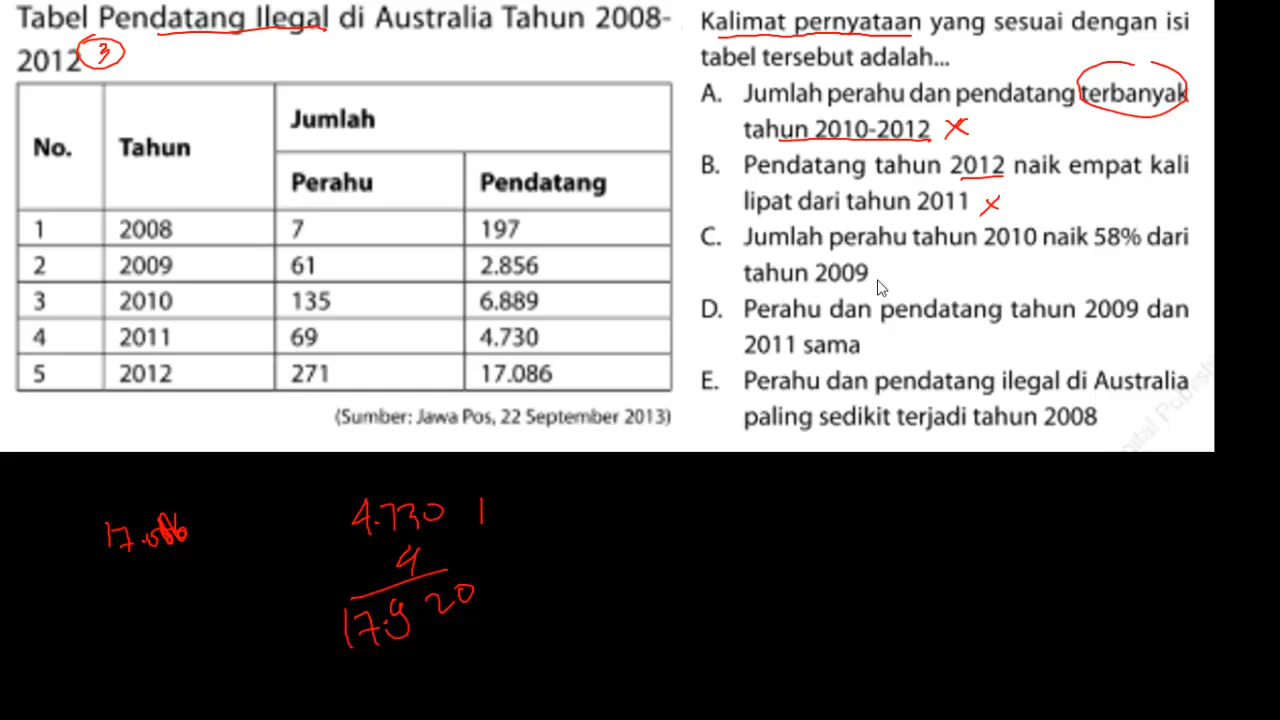 Tabel Pendatang Ilegal di Australia Tahun 2008-
2012 3
No. Tahun Jumlah
Perahu Pendatang
1 2008 7 197
2 2009 61 2.856
3 2010 135 6.889
4 2011 69 4.730
5 2012 271 17.086
(Sumber: Jawa Pos, 22 September 2013)
Kalimat pernyataan yang sesuai dengan isi
tabel tersebut adalah...
A. Jumlah perahu dan pendatang terbanyak
tahun 2010-2012 x
B. Pendatang tahun 2012 naik empat kali
lipat dari tahun 2011 x
C. Jumlah perahu tahun 2010 naik 58% dari
tahun 2009
D. Perahu dan pendatang tahun 2009 dan
2011 sama
E. Perahu dan pendatang ilegal di Australia
paling sedikit terjadi tahun 2008
4.730 1
4
17.920